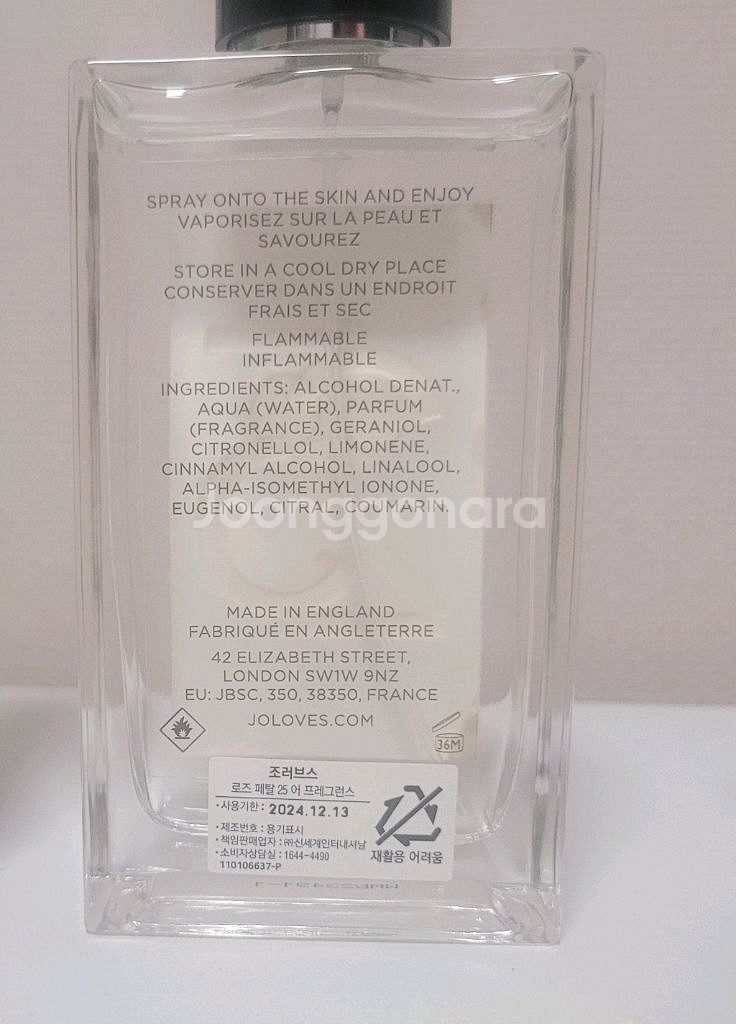 SPRAY ONTO THE SKIN AND ENJOY
VAPORISEZ SUR LA PEAU ET
SAVOUREZ
STORE IN A COOL DRY PLACE
CONSERVER DANS UN ENDROIT
FRAIS ET SEC
FLAMMABLE
INFLAMMABLE
INGREDIENTS: ALCOHOL DENAT.,
AQUA (WATER), PARFUM
(FRAGRANCE), GERANIOL,
CITRONELLOL, LIMONENE,
CINNAMYL ALCOHOL, LINALOOL,
ALPHA-ISOMETHYL IONONE,
EUGENOL, CITRAL, COUMARIN.
Joonggonara
MADE IN ENGLAND
FABRIQUÉ EN ANGLETERRE
42 ELIZABETH STREET,
LONDON SW1W 9NZ
EU: JBSC, 350, 38350, FRANCE
JOLOVES.COM
36M
조러브스
로즈 페탈 25 어 프레그런스
•사용기한: 2024.12.13
•제조번호: 용기표시
•책임판매업자: ㈜신세계인터내셔날
•소비자상담실: 1644-4490
110106637-P
재활용 어려움